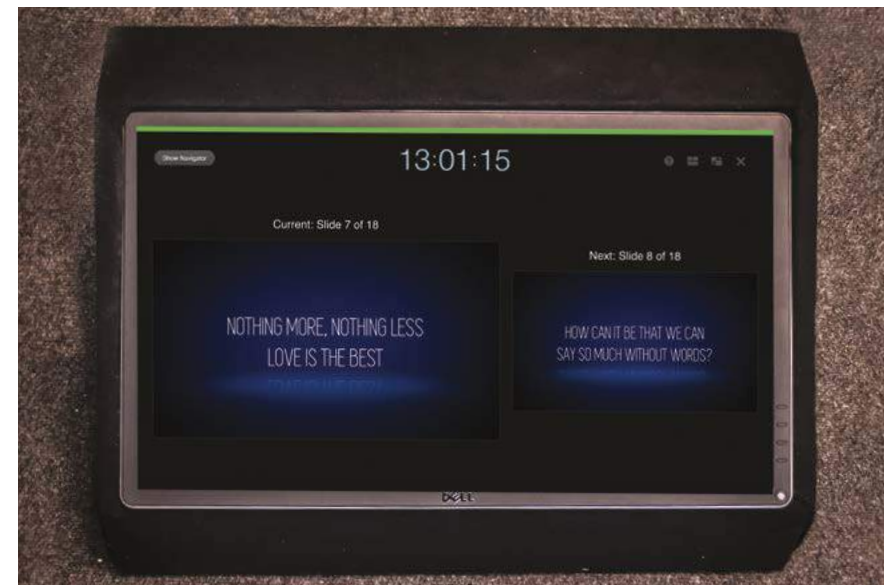 Show Navigator
13:01:15
Current: Slide 7 of 18
Next: Slide 8 of 18
NOTHING MORE, NOTHING LESS
LOVE IS THE BEST
HOW CAN IT BE THAT WE CAN
SAY SO MUCH WITHOUT WORDS?
DELL